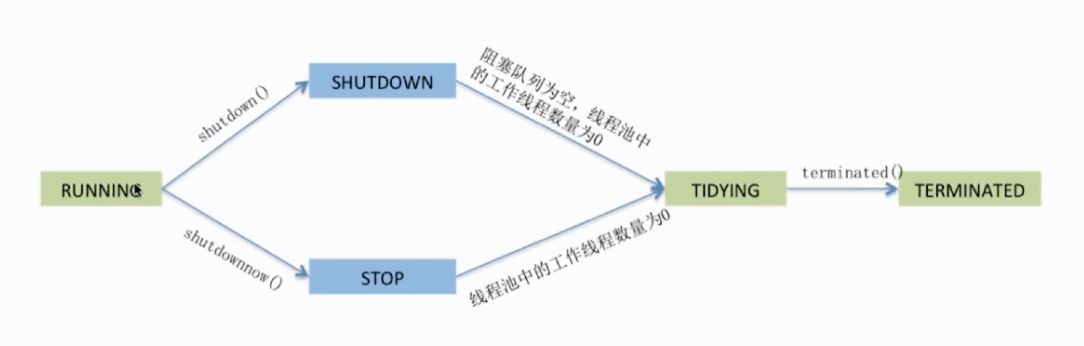 SHUTDOWN
阻塞队列为空，线程池中
的工作线程数量为0
shutdown()
RUNNING
TIDYING
terminated()
TERMINATED
shutdownnow()
STOP
线程池中的工作线程数量为0